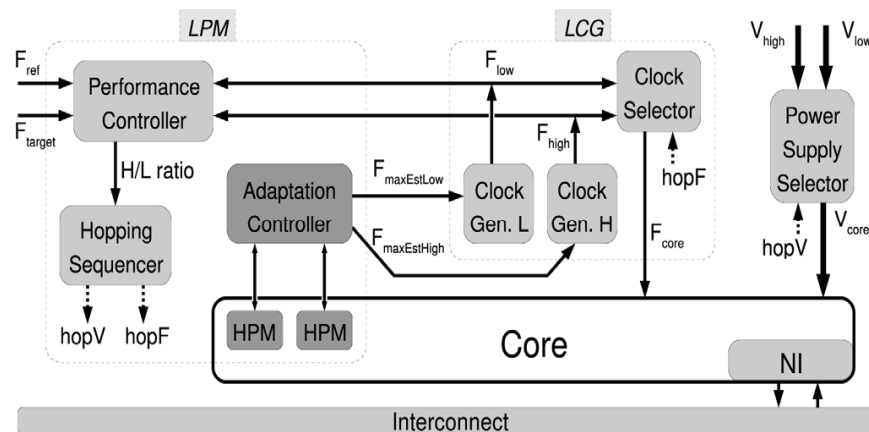 LPM
LCG
V_high
V_low
F_ref
F_target
Performance
Controller
F_low
F_high
Clock
Selector
Power
Supply
Selector
H/L ratio
Adaptation
Controller
F_maxEstLow
F_maxEstHigh
Clock
Gen. L
Clock
Gen. H
hopF
Hopping
Sequencer
F_core
hopV
V_core
hopV
hopF
HPM
HPM
Core
NI
Interconnect